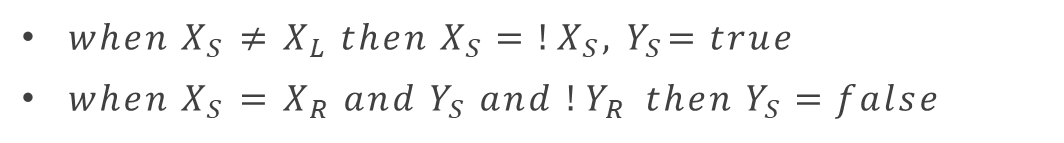 • when X_S ≠ X_L then X_S = ! X_S, Y_S = true
• when X_S = X_R and Y_S and ! Y_R then Y_S = false